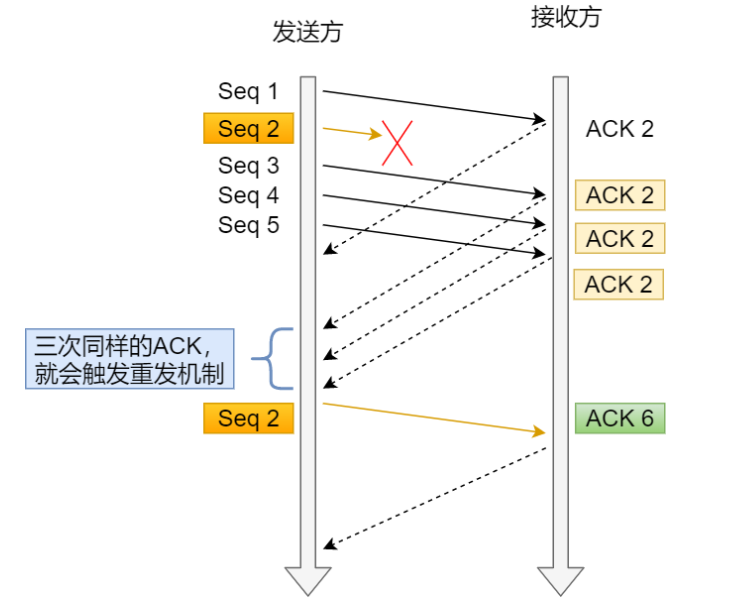 发送方
接收方
Seq 1
Seq 2
ACK 2
Seq 3
Seq 4
ACK 2
Seq 5
ACK 2
ACK 2
三次同样的ACK，
就会触发重发机制
Seq 2
ACK 6